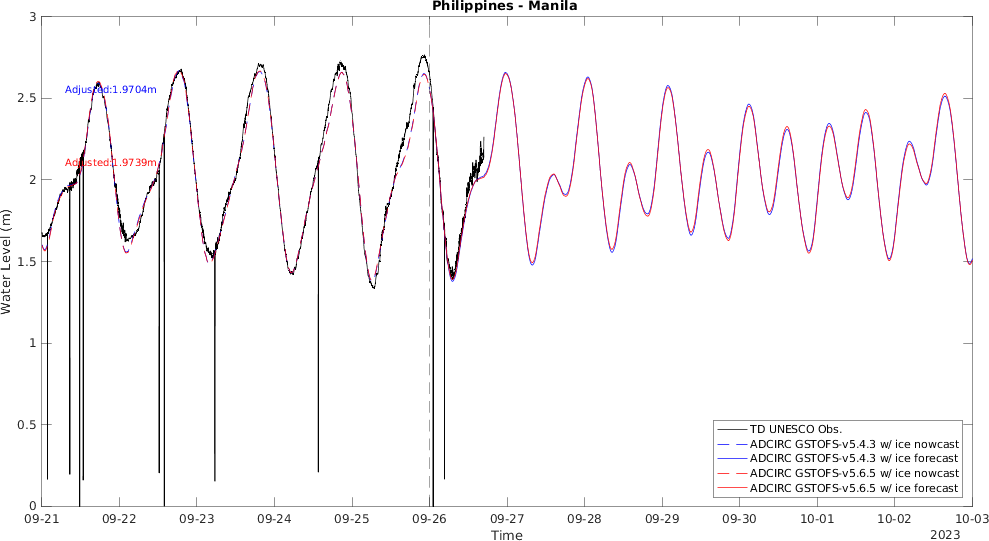 Philippines - Manila
Water Level (m)
3
2.5
2
1.5
1
0.5
0
Adjusted:1.9704m
Adjusted:1.9739m
TD UNESCO Obs.
ADCIRC GSTOFS-v5.4.3 w/ ice nowcast
ADCIRC GSTOFS-v5.4.3 w/ ice forecast
ADCIRC GSTOFS-v5.6.5 w/ ice nowcast
ADCIRC GSTOFS-v5.6.5 w/ ice forecast
09-21 09-22 09-23 09-24 09-25 09-26 09-27 09-28 09-29 09-30 10-01 10-02 10-03
Time
2023